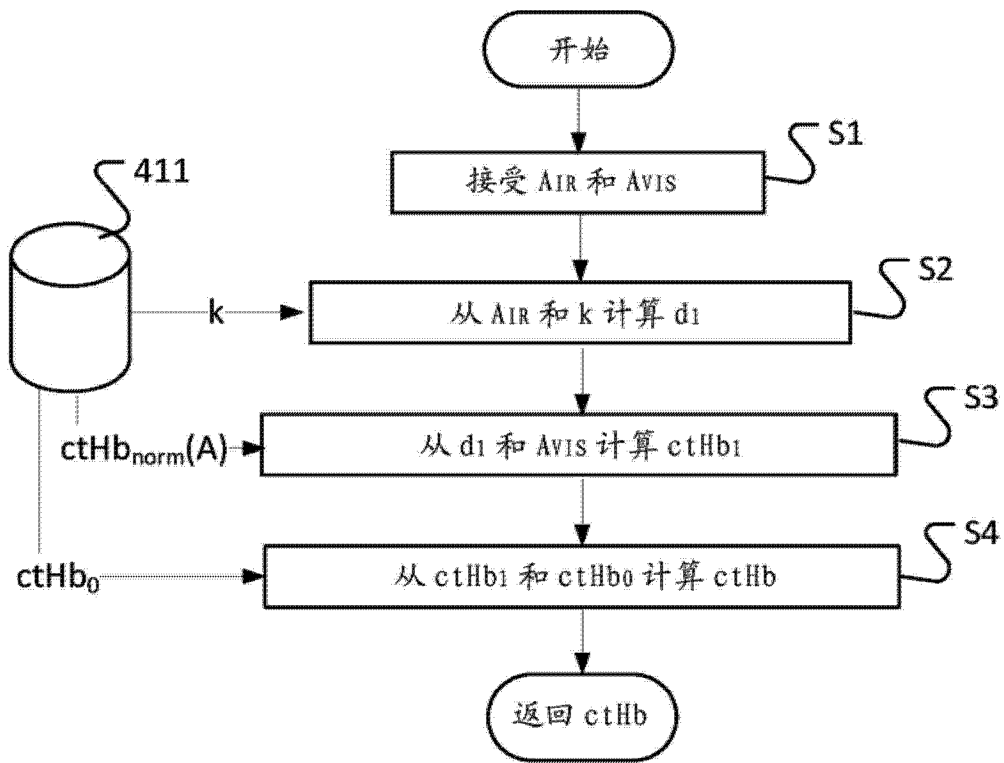 开始
S1
接受 AIR 和 AVIS
411
S2
k
从 AIR 和 k 计算 d1
S3
ctHbnorm(A)
从 d1 和 AVIS 计算 ctHb1
S4
ctHb0
从 ctHb1 和 ctHb0 计算 ctHb
返回 ctHb